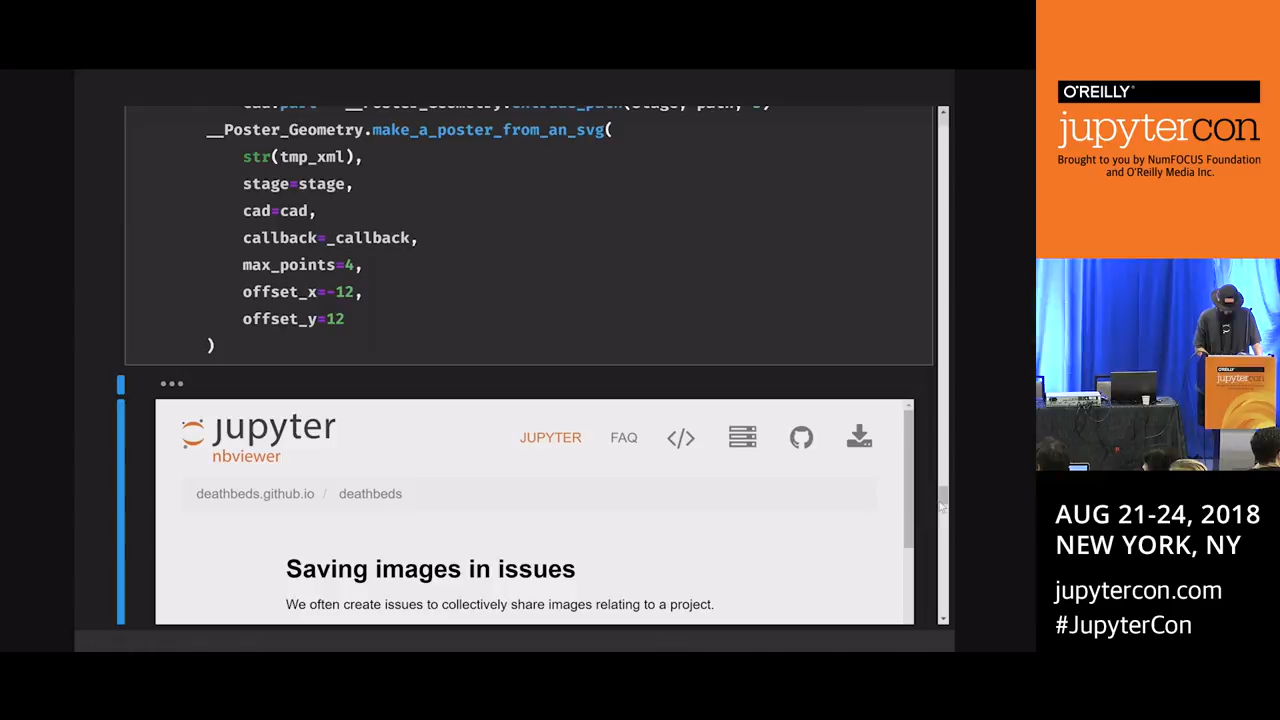 __Poster_Geometry.make_a_poster_from_an_svg(
str(tmp_xml),
stage=stage,
cad=cad,
callback=_callback,
max_points=4,
offset_x=-12,
offset_y=12
)
jupyter
nbviewer
JUPYTER
FAQ
deathbeds.github.io / deathbeds
Saving images in issues
We often create issues to collectively share images relating to a project.
O'REILLY®
jupytercon
Brought to you by NumFOCUS Foundation
and O'Reilly Media Inc.
O'REILLY
jupytercon
AUG 21-24, 2018
NEW YORK, NY
jupytercon.com
#JupyterCon